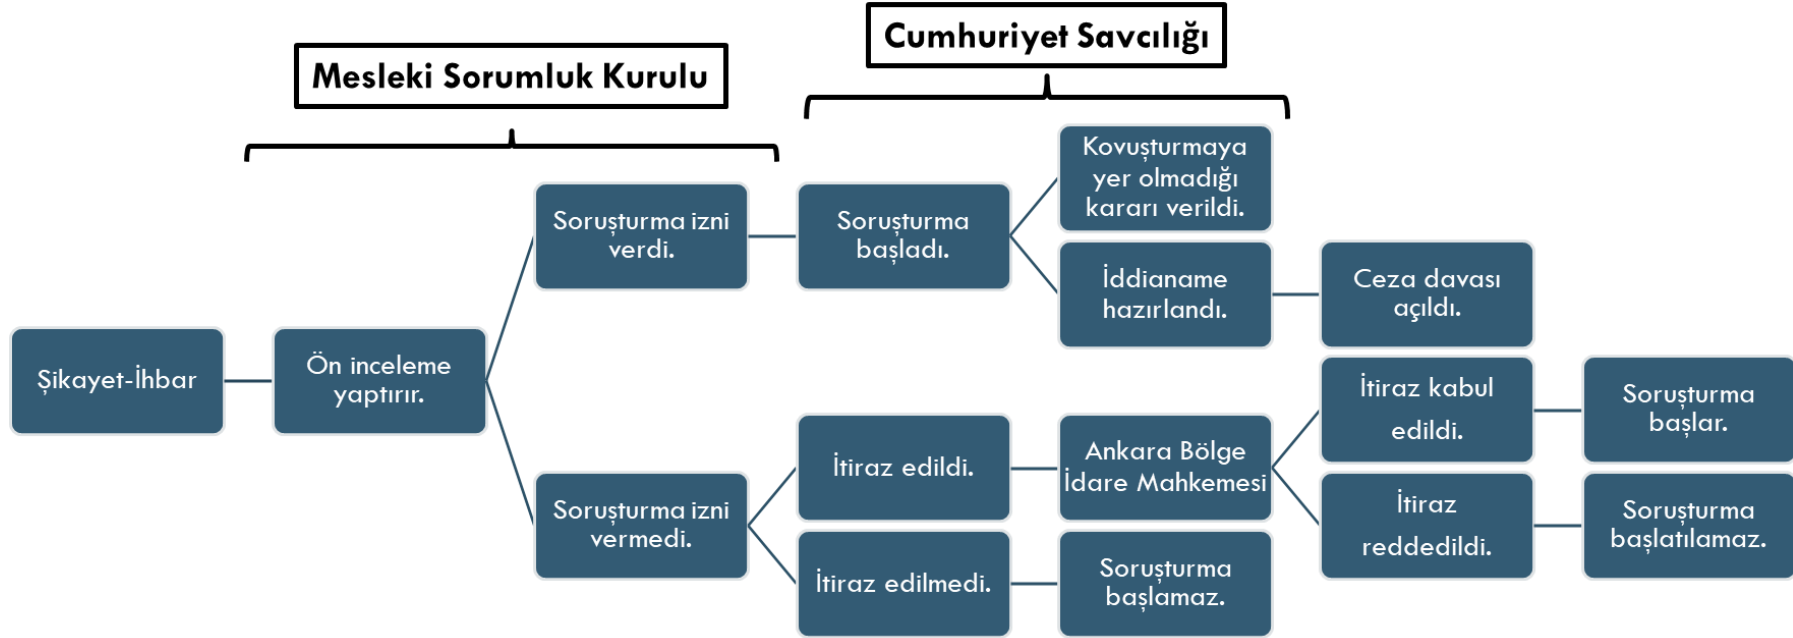 Cumhuriyet Savcılığı
Mesleki Sorumluk Kurulu
Şikayet-İhbar
Ön inceleme
yaptırır.
Soruşturma izni
verdi.
Soruşturma
başladı.
Kovuşturmaya
yer olmadığı
kararı verildi.
İddianame
hazırlandı.
Ceza davası
açıldı.
Soruşturma izni
vermedi.
İtiraz edildi.
Ankara Bölge
İdare Mahkemesi
İtiraz kabul
edildi.
Soruşturma
başlar.
İtiraz
reddedildi.
Soruşturma
başlatılamaz.
İtiraz edilmedi.
Soruşturma
başlamaz.